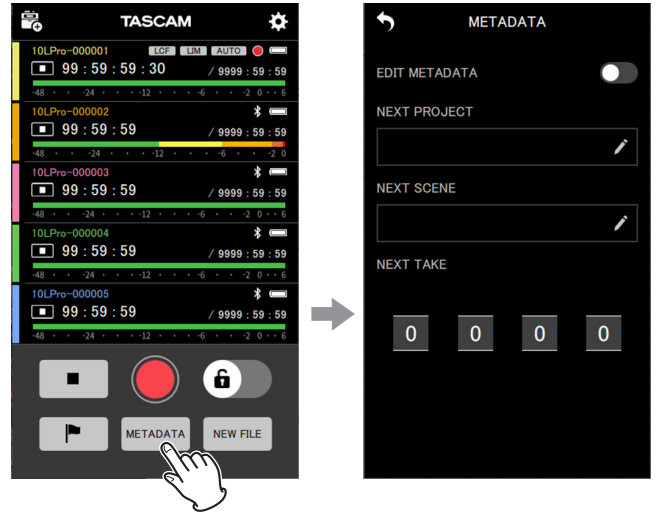 TASCAM
10LPro-000001 LCF LIM AUTO
99 : 59 : 59 : 30 / 9999 : 59 : 59
-48 -24 -12 -6 -2 0 6
10LPro-000002
99 : 59 : 59 / 9999 : 59 : 59
-48 -24 -12 -6 -2 0
10LPro-000003
99 : 59 : 59 / 9999 : 59 : 59
-48 -24 -12 -6 -2 0 6
10LPro-000004
99 : 59 : 59 / 9999 : 59 : 59
-48 -24 -12 -6 -2 0 6
10LPro-000005
99 : 59 : 59 / 9999 : 59 : 59
-48 -24 -12 -6 -2 0 6
METADATA NEW FILE
METADATA
EDIT METADATA
NEXT PROJECT
NEXT SCENE
NEXT TAKE
0 0 0 0